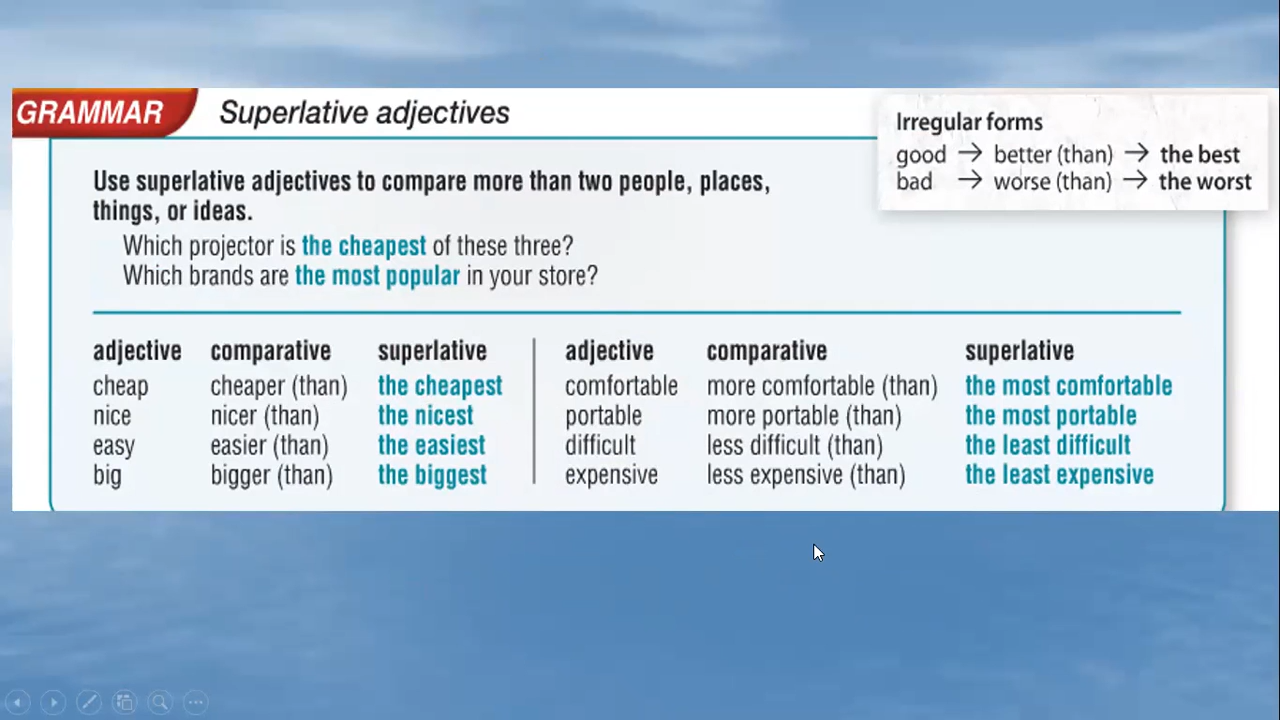 GRAMMAR Superlative adjectives
Irregular forms
good → better (than) → the best
bad → worse (than) → the worst
Use superlative adjectives to compare more than two people, places,
things, or ideas.
Which projector is the cheapest of these three?
Which brands are the most popular in your store?
adjective comparative superlative adjective comparative superlative
cheap cheaper (than) the cheapest comfortable more comfortable (than) the most comfortable
nice nicer (than) the nicest portable more portable (than) the most portable
easy easier (than) the easiest difficult less difficult (than) the least difficult
big bigger (than) the biggest expensive less expensive (than) the least expensive